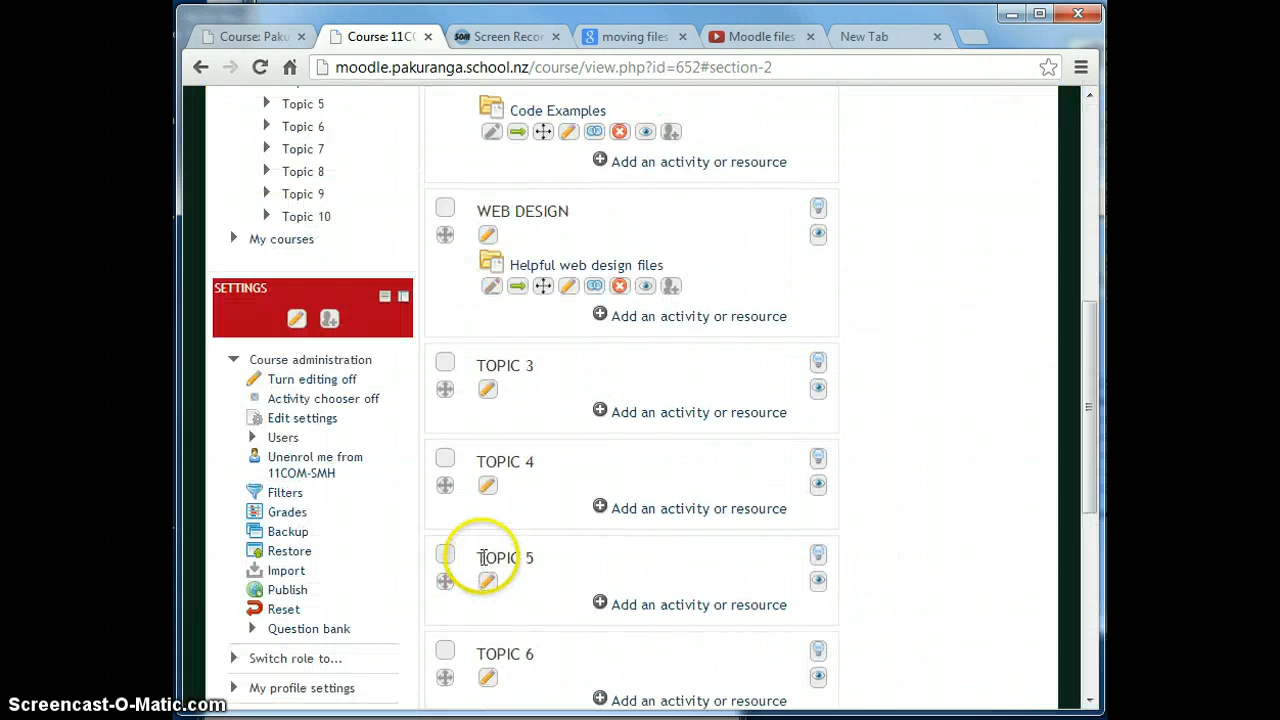 Course: Paku
Course: 11CO
SOM Screen Recor
moving files
Moodle files
New Tab
moodle.pakuranga.school.nz/course/view.php?id=652#section-2
Topic 5
Topic 6
Topic 7
Topic 8
Topic 9
Topic 10
My courses
SETTINGS
Course administration
Turn editing off
Activity chooser off
Edit settings
Users
Unenrol me from
11COM-SMH
Filters
Grades
Backup
Restore
Import
Publish
Reset
Question bank
Switch role to...
My profile settings
Code Examples
Add an activity or resource
WEB DESIGN
Helpful web design files
Add an activity or resource
TOPIC 3
Add an activity or resource
TOPIC 4
Add an activity or resource
TOPIC 5
Add an activity or resource
TOPIC 6
Add an activity or resource
Screencast-O-Matic.com